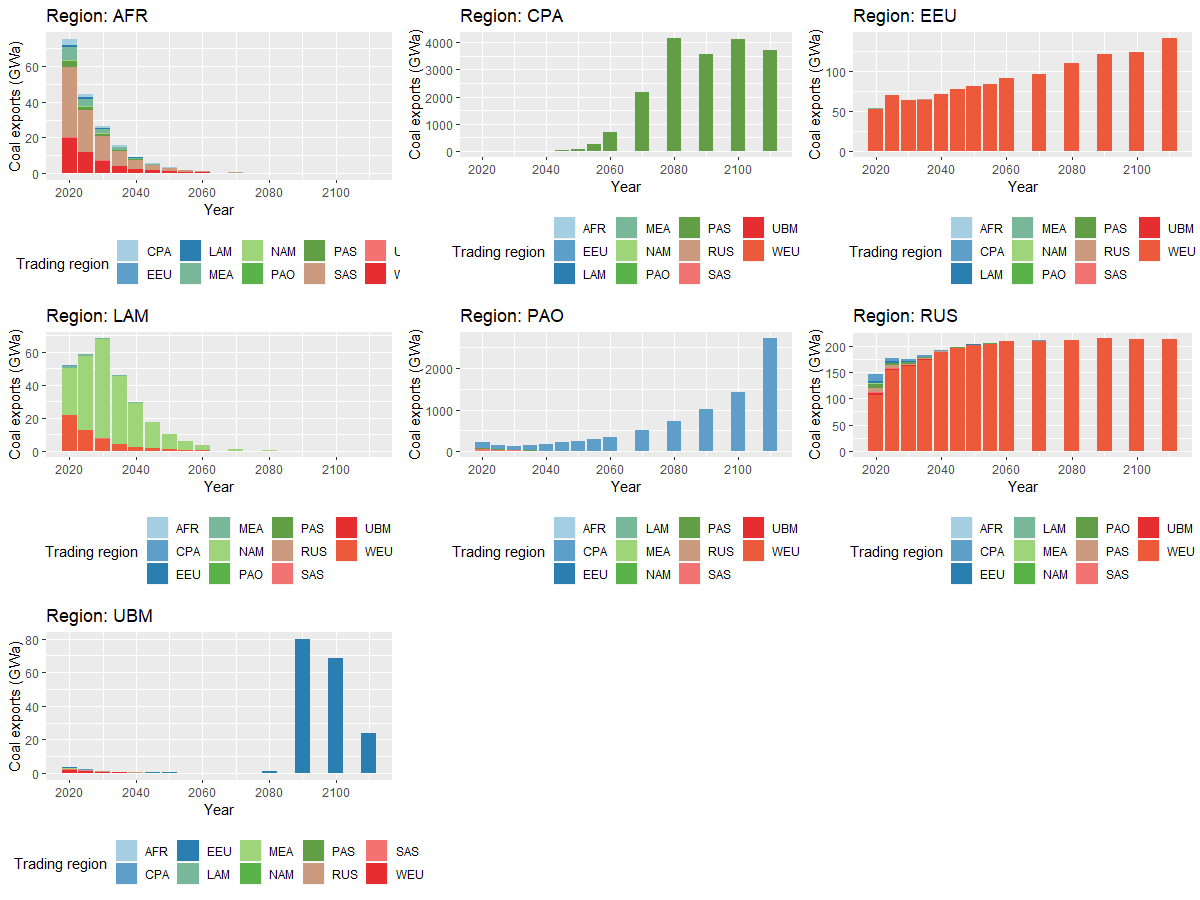 Region: AFR
Coal exports (GWa)
60
40
20
0
2020 2040 2060 2080 2100
Year
Trading region
CPA LAM NAM PAS
EEU MEA PAO SAS
Region: CPA
Coal exports (GWa)
4000
3000
2000
1000
0
2020 2040 2060 2080 2100
Year
Trading region
AFR MEA PAS UBM
EEU NAM RUS WEU
LAM PAO SAS
Region: EEU
Coal exports (GWa)
100
50
0
2020 2040 2060 2080 2100
Year
Trading region
AFR MEA PAS UBM
CPA NAM RUS WEU
LAM PAO SAS
Region: LAM
Coal exports (GWa)
60
40
20
0
2020 2040 2060 2080 2100
Year
Trading region
AFR MEA PAS UBM
CPA NAM RUS WEU
EEU PAO SAS
Region: PAO
Coal exports (GWa)
2000
1000
0
2020 2040 2060 2080 2100
Year
Trading region
AFR LAM PAS UBM
CPA MEA RUS WEU
EEU NAM SAS
Region: RUS
Coal exports (GWa)
200
150
100
50
0
2020 2040 2060 2080 2100
Year
Trading region
AFR LAM PAO UBM
CPA MEA PAS WEU
EEU NAM SAS
Region: UBM
Coal exports (GWa)
80
60
40
20
0
2020 2040 2060 2080 2100
Year
Trading region
AFR EEU MEA PAS SAS
CPA LAM NAM RUS WEU